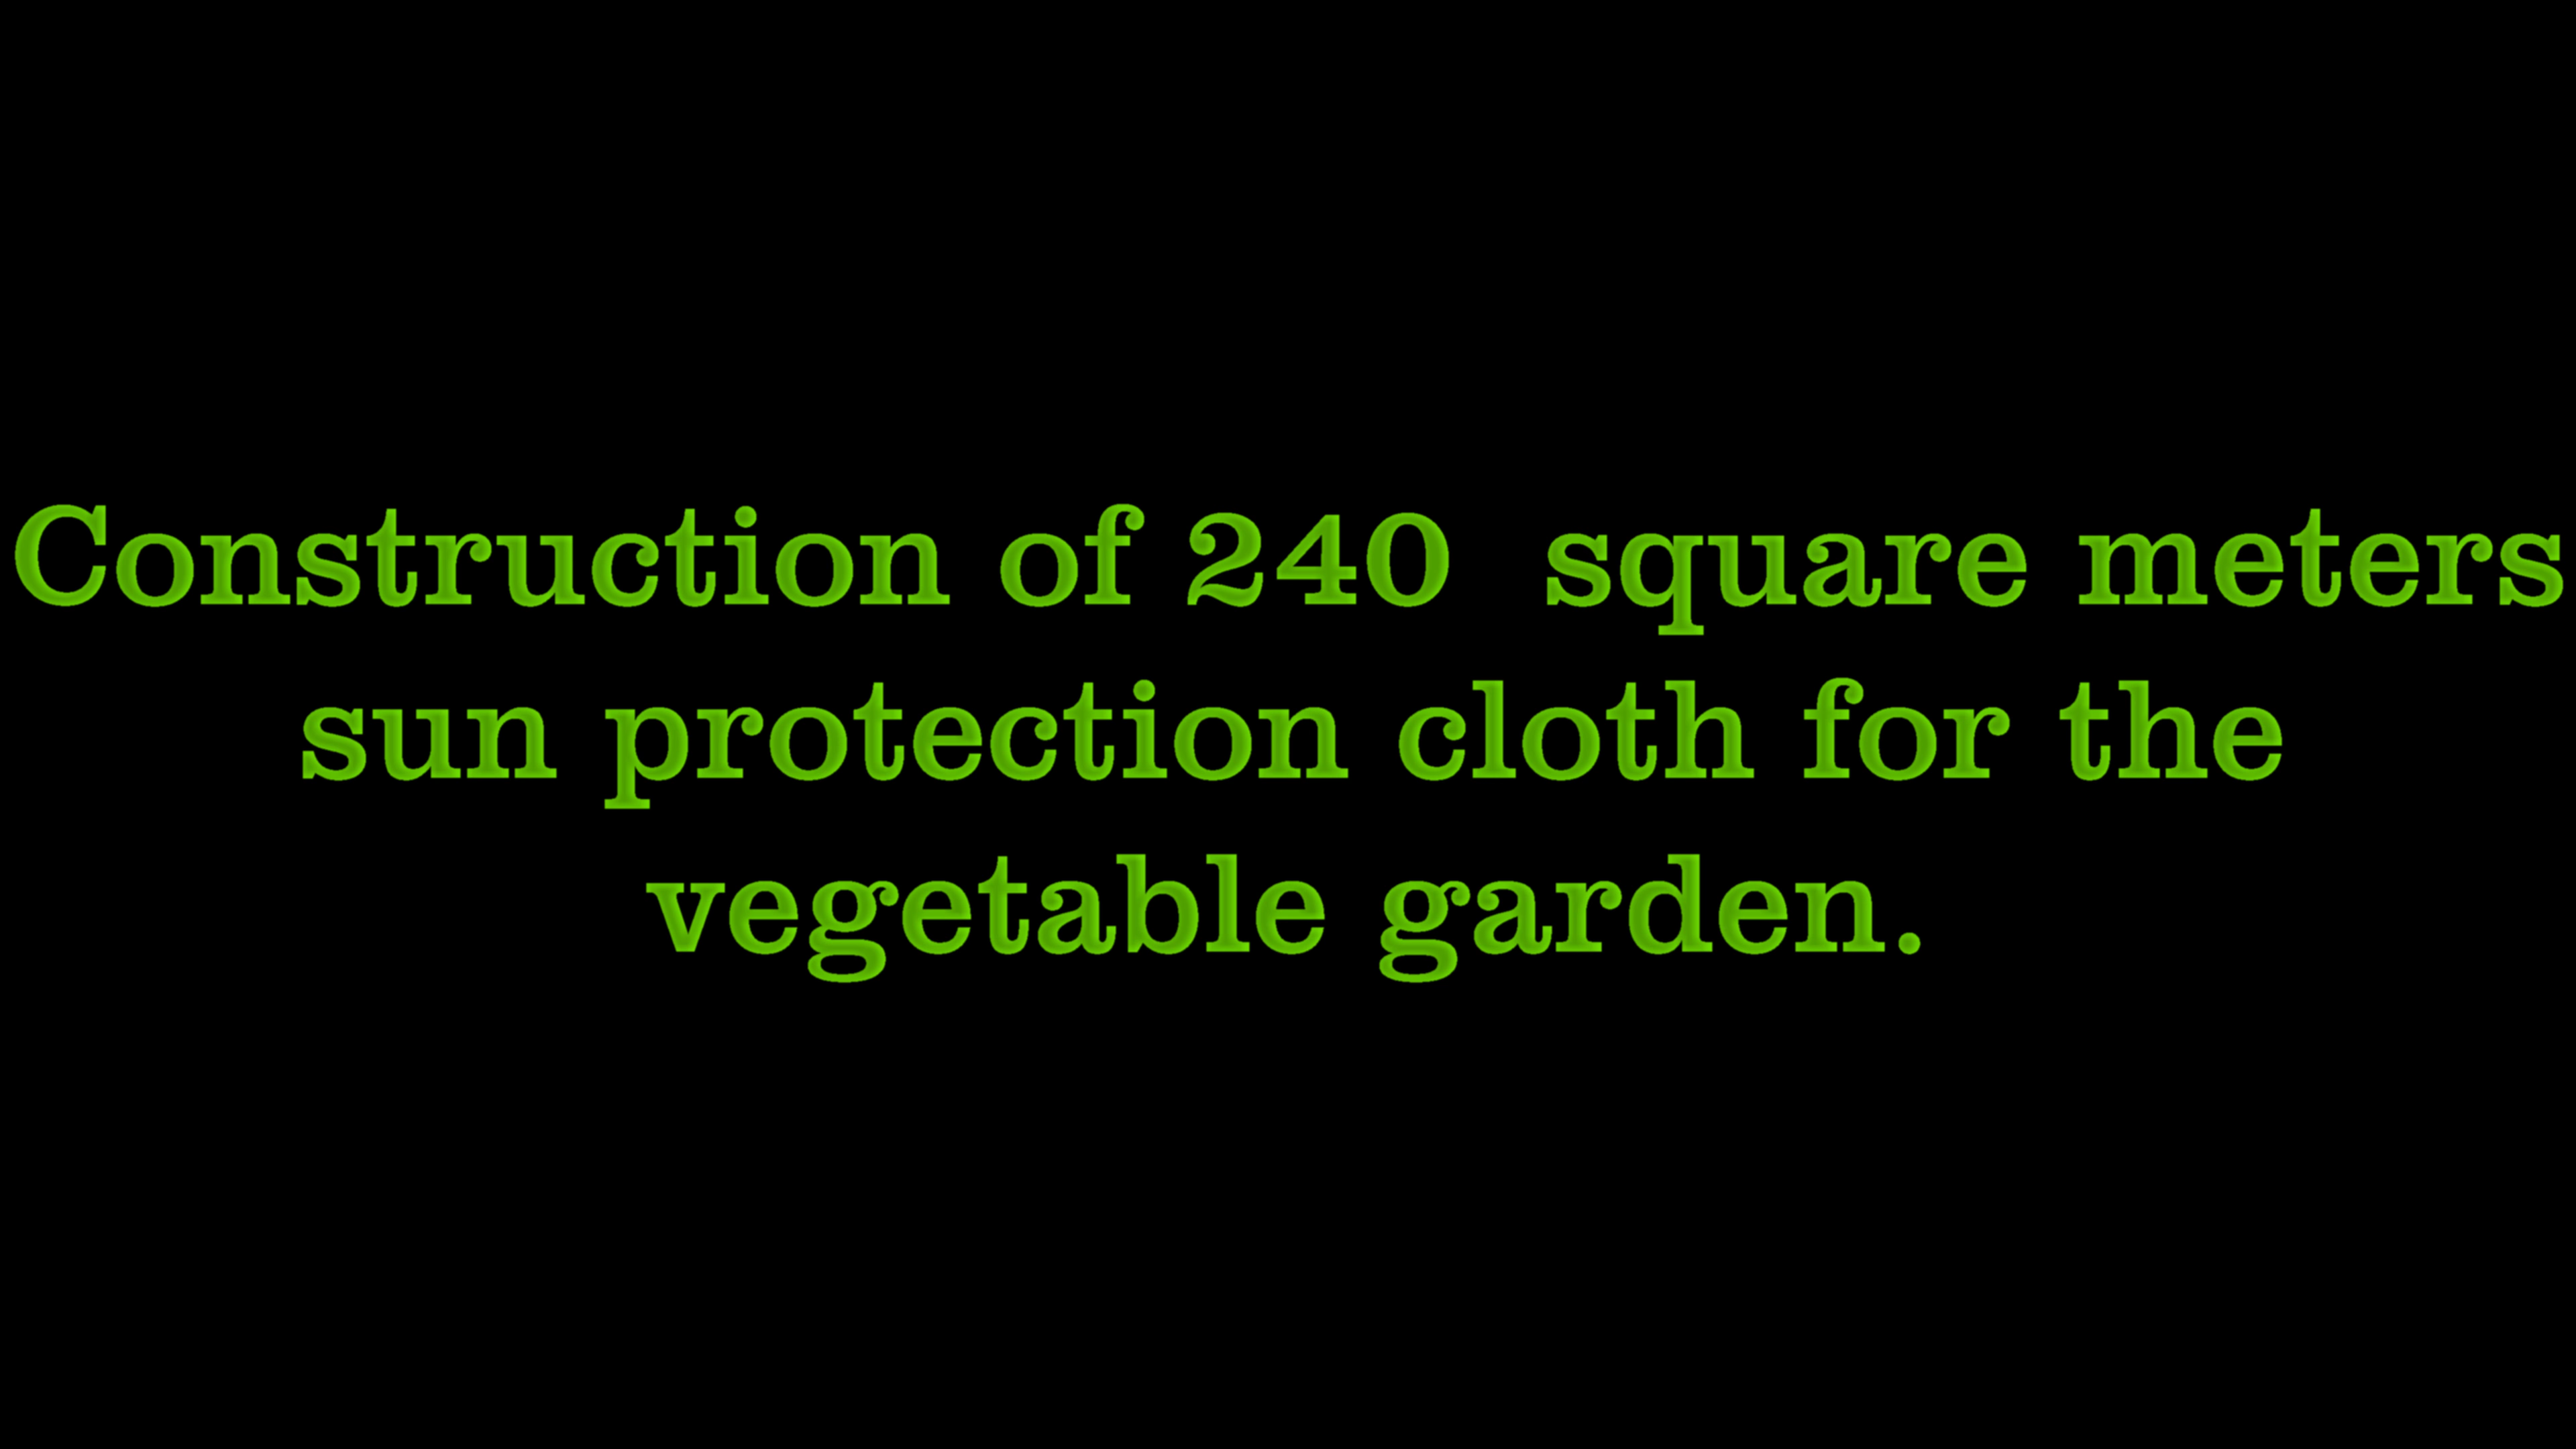 Construction of 240  square meters
sun protection cloth for the
vegetable garden.